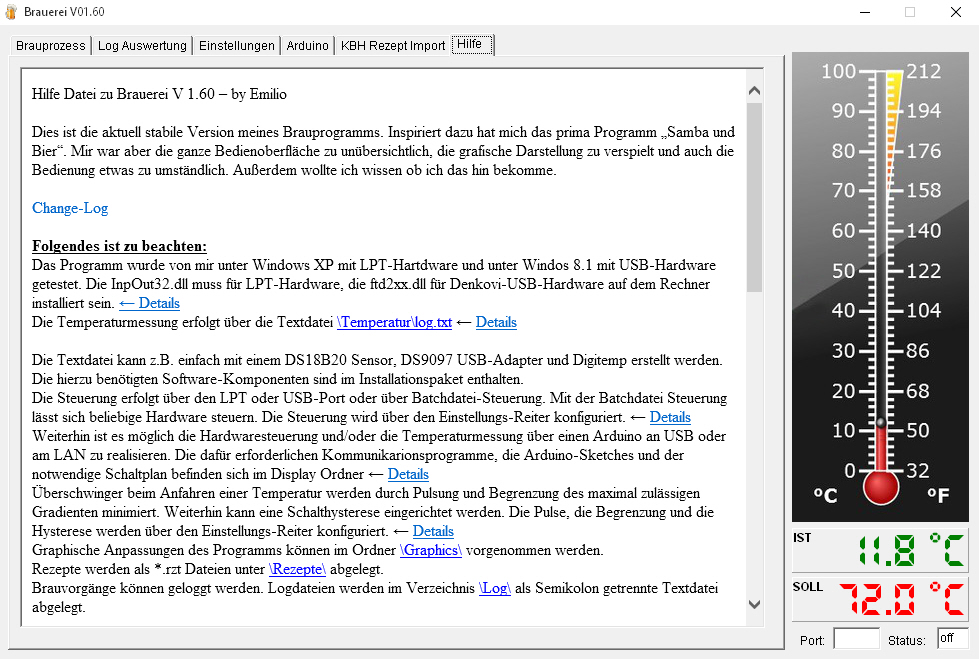 Brauerei V01.60
Brauprozess Log Auswertung Einstellungen Arduino KBH Rezept Import Hilfe
Hilfe Datei zu Brauerei V 1.60 – by Emilio
Dies ist die aktuell stabile Version meines Brauprogramms. Inspiriert dazu hat mich das prima Programm „Samba und
Bier“. Mir war aber die ganze Bedienoberfläche zu unübersichtlich, die grafische Darstellung zu verspielt und auch die
Bedienung etwas zu umständlich. Außerdem wollte ich wissen ob ich das hin bekomme.
Change-Log
Folgendes ist zu beachten:
Das Programm wurde von mir unter Windows XP mit LPT-Hartdware und unter Windos 8.1 mit USB-Hardware
getestet. Die InpOut32.dll muss für LPT-Hardware, die ftd2xx.dll für Denkovi-USB-Hardware auf dem Rechner
installiert sein. ← Details
Die Temperaturmessung erfolgt über die Textdatei \Temperatur\log.txt ← Details
Die Textdatei kann z.B. einfach mit einem DS18B20 Sensor, DS9097 USB-Adapter und Digitemp erstellt werden.
Die hierzu benötigten Software-Komponenten sind im Installationspaket enthalten.
Die Steuerung erfolgt über den LPT oder USB-Port oder über Batchdatei-Steuerung. Mit der Batchdatei Steuerung
lässt sich beliebige Hardware steuern. Die Steuerung wird über den Einstellungs-Reiter konfiguriert. ← Details
Weiterhin ist es möglich die Hardwaresteuerung und/oder die Temperaturmessung über einen Arduino an USB oder
am LAN zu realisieren. Die dafür erforderlichen Kommunikarionsprogramme, die Arduino-Sketches und der
notwendige Schaltplan befinden sich im Display Ordner ← Details
Überschwinger beim Anfahren einer Temperatur werden durch Pulsung und Begrenzung des maximal zulässigen
Gradienten minimiert. Weiterhin kann eine Schalthysterese eingerichtet werden. Die Pulse, die Begrenzung und die
Hysterese werden über den Einstellungs-Reiter konfiguriert. ← Details
Graphische Anpassungen des Programms können im Ordner \Graphics\ vorgenommen werden.
Rezepte werden als *.rzt Dateien unter \Rezepte\ abgelegt.
Brauvorgänge können geloggt werden. Logdateien werden im Verzeichnis \Log\ als Semikolon getrennte Textdatei
abgelegt.
100 212
90 194
80 176
70 158
60 140
50 122
40 104
30 86
20 68
10 50
0 32
°C °F
IST 11.8 °C
SOLL 72.0 °C
Port: Status: off